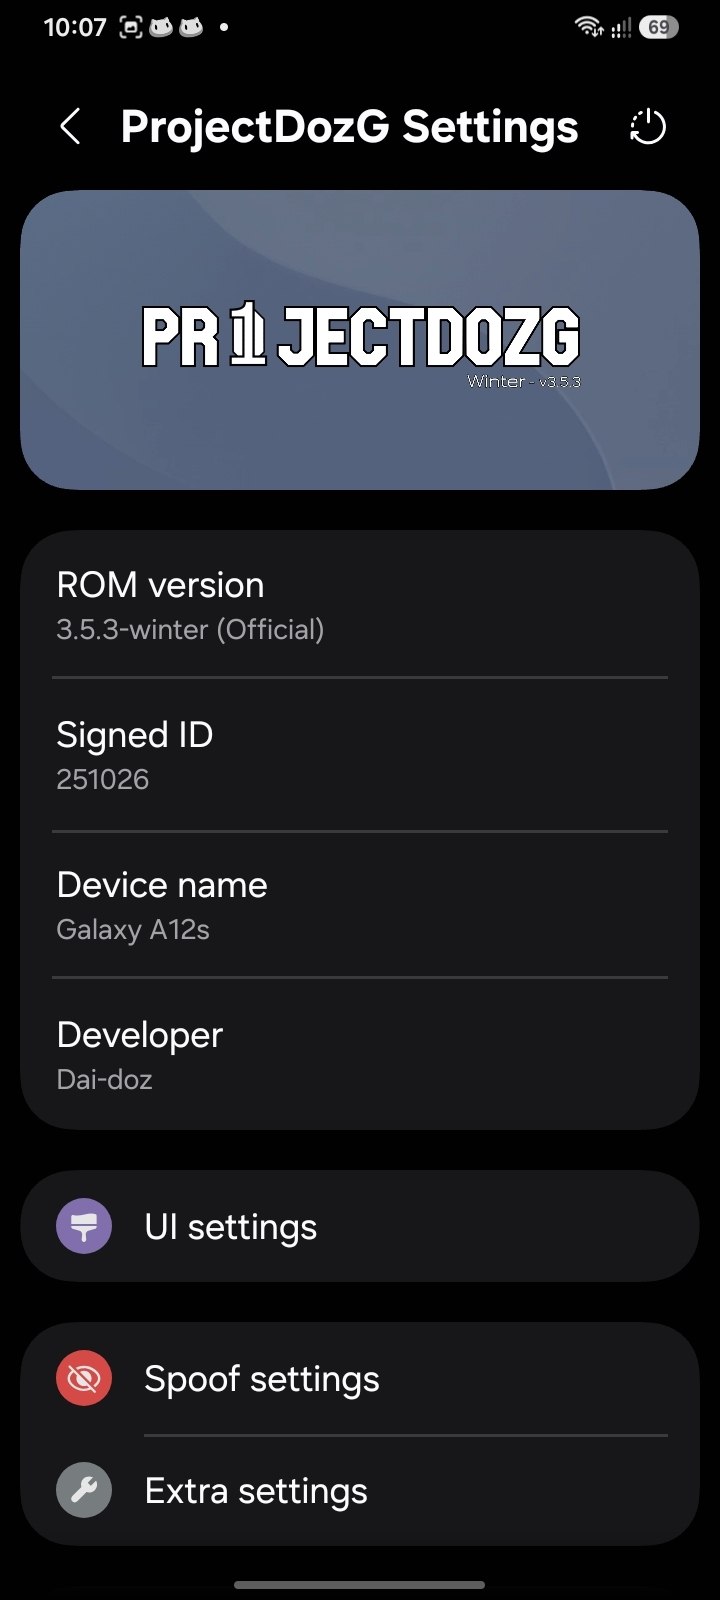 10:07
69
ProjectDozG Settings
PR1JECTDOZG
Winter - v3.5.3
ROM version
3.5.3-winter (Official)
Signed ID
251026
Device name
Galaxy A12s
Developer
Dai-doz
UI settings
Spoof settings
Extra settings